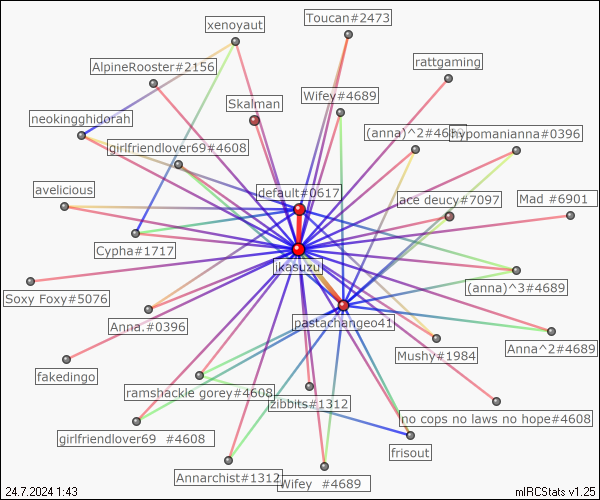 Toucan#2473
xenoyaut
rattgaming
AlpineRooster#2156
Wifey#4689
Skalman
neokingghidorah
(anna)^2#4689
hypomanianna#0396
girlfriendlover69#4608
avelicious
default#0617
ace deucy#7097
Mad #6901
Cypha#1717
ikasuzu
(anna)^3#4689
Soxy Foxy#5076
Anna.#0396
pastachangeo41
Anna^2#4689
Mushy#1984
fakedingo
ramshackle gorey#4608
zibbits#1312
no cops no laws no hope#4608
girlfriendlover69 #4608
frisout
Annarchist#1312
Wifey #4689
24.7.2024 1:43
mIRCStats v1.25